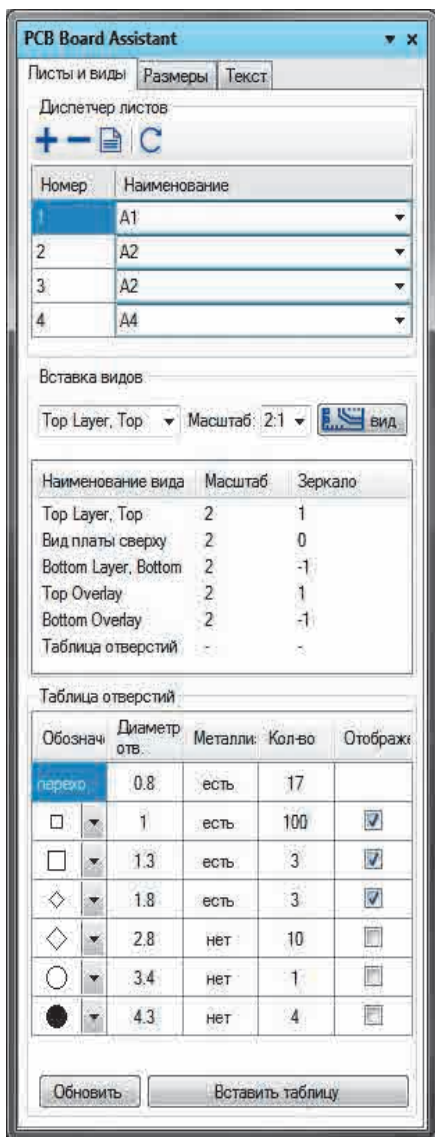 PCB Board Assistant
Листы и виды Размеры Текст
Диспетчер листов
Номер Наименование
1 A1
2 A2
3 A2
4 A4
Вставка видов
Top Layer, Top Масштаб: 2:1 вид
Наименование вида Масштаб Зеркало
Top Layer, Top 2 1
Вид платы сверху 2 0
Bottom Layer, Bottom 2 -1
Top Overlay 2 1
Bottom Overlay 2 -1
Таблица отверстий - -
Таблица отверстий
Обознач Диаметр отв. Металли: Кол-во Отображе
перехо, 0.8 есть 17
1 есть 100
1.3 есть 3
1.8 есть 3
2.8 нет 10
3.4 нет 1
4.3 нет 4
Обновить Вставить таблицу